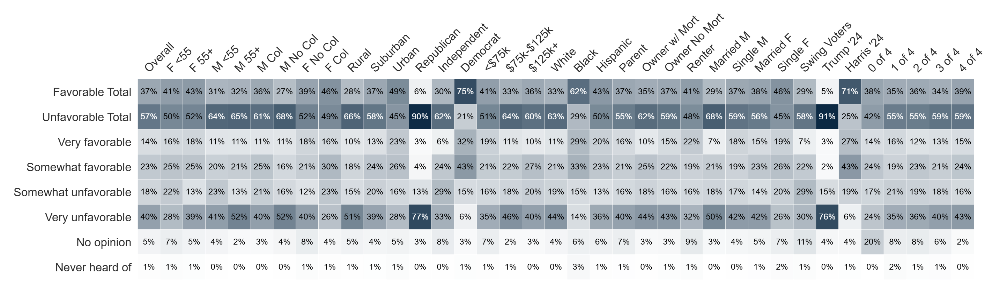 Overall F <55 F 55+ M <55 M 55+ M Col M No Col F No Col F Col Rural Suburban Urban Republican Independent Democrat <$75k $75k-$125k $125k+ White Black Hispanic Parent Owner w/ Mort Owner No Mort Renter Married M Single M Married F Single F Swing Voters Trump '24 Harris '24 0 of 4 1 of 4 2 of 4 3 of 4 4 of 4
Favorable Total 37% 41% 43% 31% 32% 36% 27% 39% 46% 28% 37% 49% 6% 30% 75% 41% 33% 36% 33% 62% 43% 37% 35% 37% 41% 29% 37% 38% 46% 29% 5% 71% 38% 35% 36% 34% 39%
Unfavorable Total 57% 50% 52% 64% 65% 61% 68% 52% 49% 66% 58% 45% 90% 62% 21% 51% 64% 60% 63% 29% 50% 55% 62% 59% 48% 68% 59% 56% 45% 58% 91% 25% 42% 55% 55% 59% 59%
Very favorable 14% 16% 18% 11% 11% 11% 11% 18% 16% 10% 13% 23% 3% 6% 32% 19% 11% 10% 11% 29% 20% 16% 10% 15% 22% 7% 18% 15% 19% 7% 3% 27% 14% 16% 12% 13% 15%
Somewhat favorable 23% 25% 25% 20% 21% 25% 16% 21% 30% 18% 24% 26% 4% 24% 43% 21% 22% 27% 21% 33% 23% 21% 25% 22% 19% 21% 19% 23% 26% 22% 2% 43% 24% 19% 23% 21% 24%
Somewhat unfavorable 18% 22% 13% 23% 13% 21% 16% 12% 23% 15% 20% 16% 13% 29% 15% 16% 18% 20% 19% 15% 13% 16% 18% 16% 16% 18% 17% 14% 20% 29% 15% 19% 17% 21% 19% 18% 16%
Very unfavorable 40% 28% 39% 41% 52% 40% 52% 40% 26% 51% 39% 28% 77% 33% 6% 35% 46% 40% 44% 14% 36% 40% 44% 43% 32% 50% 42% 42% 26% 30% 76% 6% 24% 35% 36% 40% 43%
No opinion 5% 7% 5% 4% 2% 3% 4% 8% 4% 5% 4% 5% 3% 8% 3% 7% 2% 3% 4% 6% 6% 7% 3% 3% 9% 3% 4% 5% 7% 11% 4% 4% 20% 8% 8% 6% 2%
Never heard of 1% 1% 1% 0% 0% 0% 0% 1% 1% 1% 1% 1% 0% 0% 1% 1% 1% 0% 0% 3% 1% 1% 0% 1% 1% 0% 0% 1% 2% 1% 0% 1% 0% 2% 1% 1% 0%